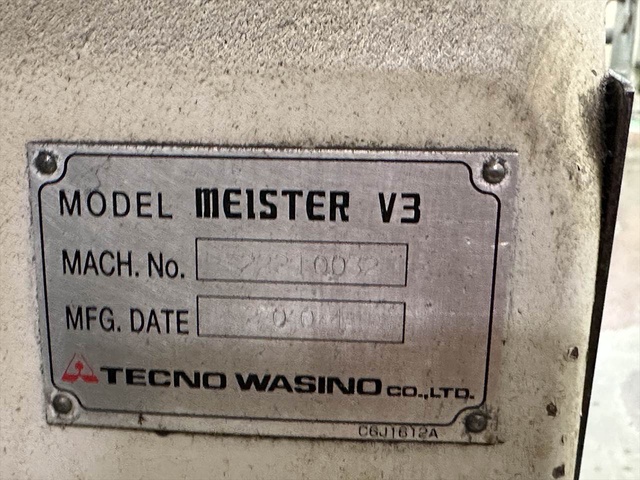 MODEL MEISTER V3
MACH. No.
MFG. DATE
TECNO WASINO CO.,LTD.
C6J1612A